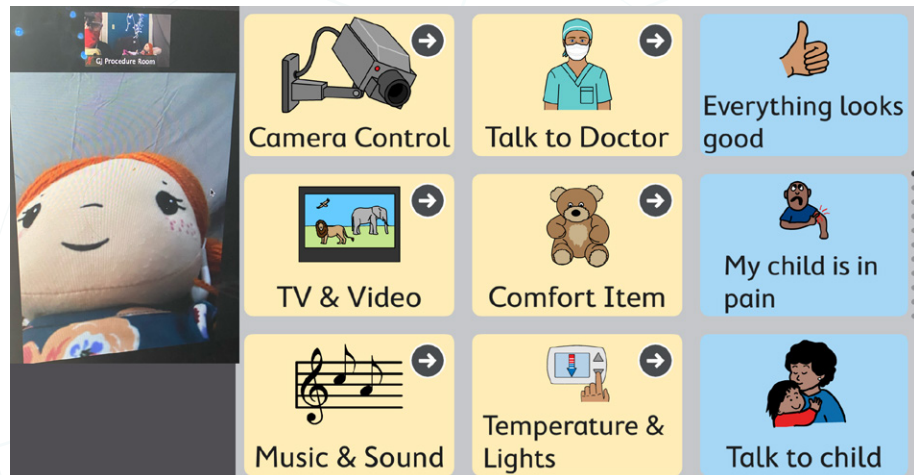 GJ Procedure Room
Camera Control
Talk to Doctor
Everything looks
good
TV & Video
Comfort Item
My child is in
pain
Music & Sound
Temperature &
Lights
Talk to child